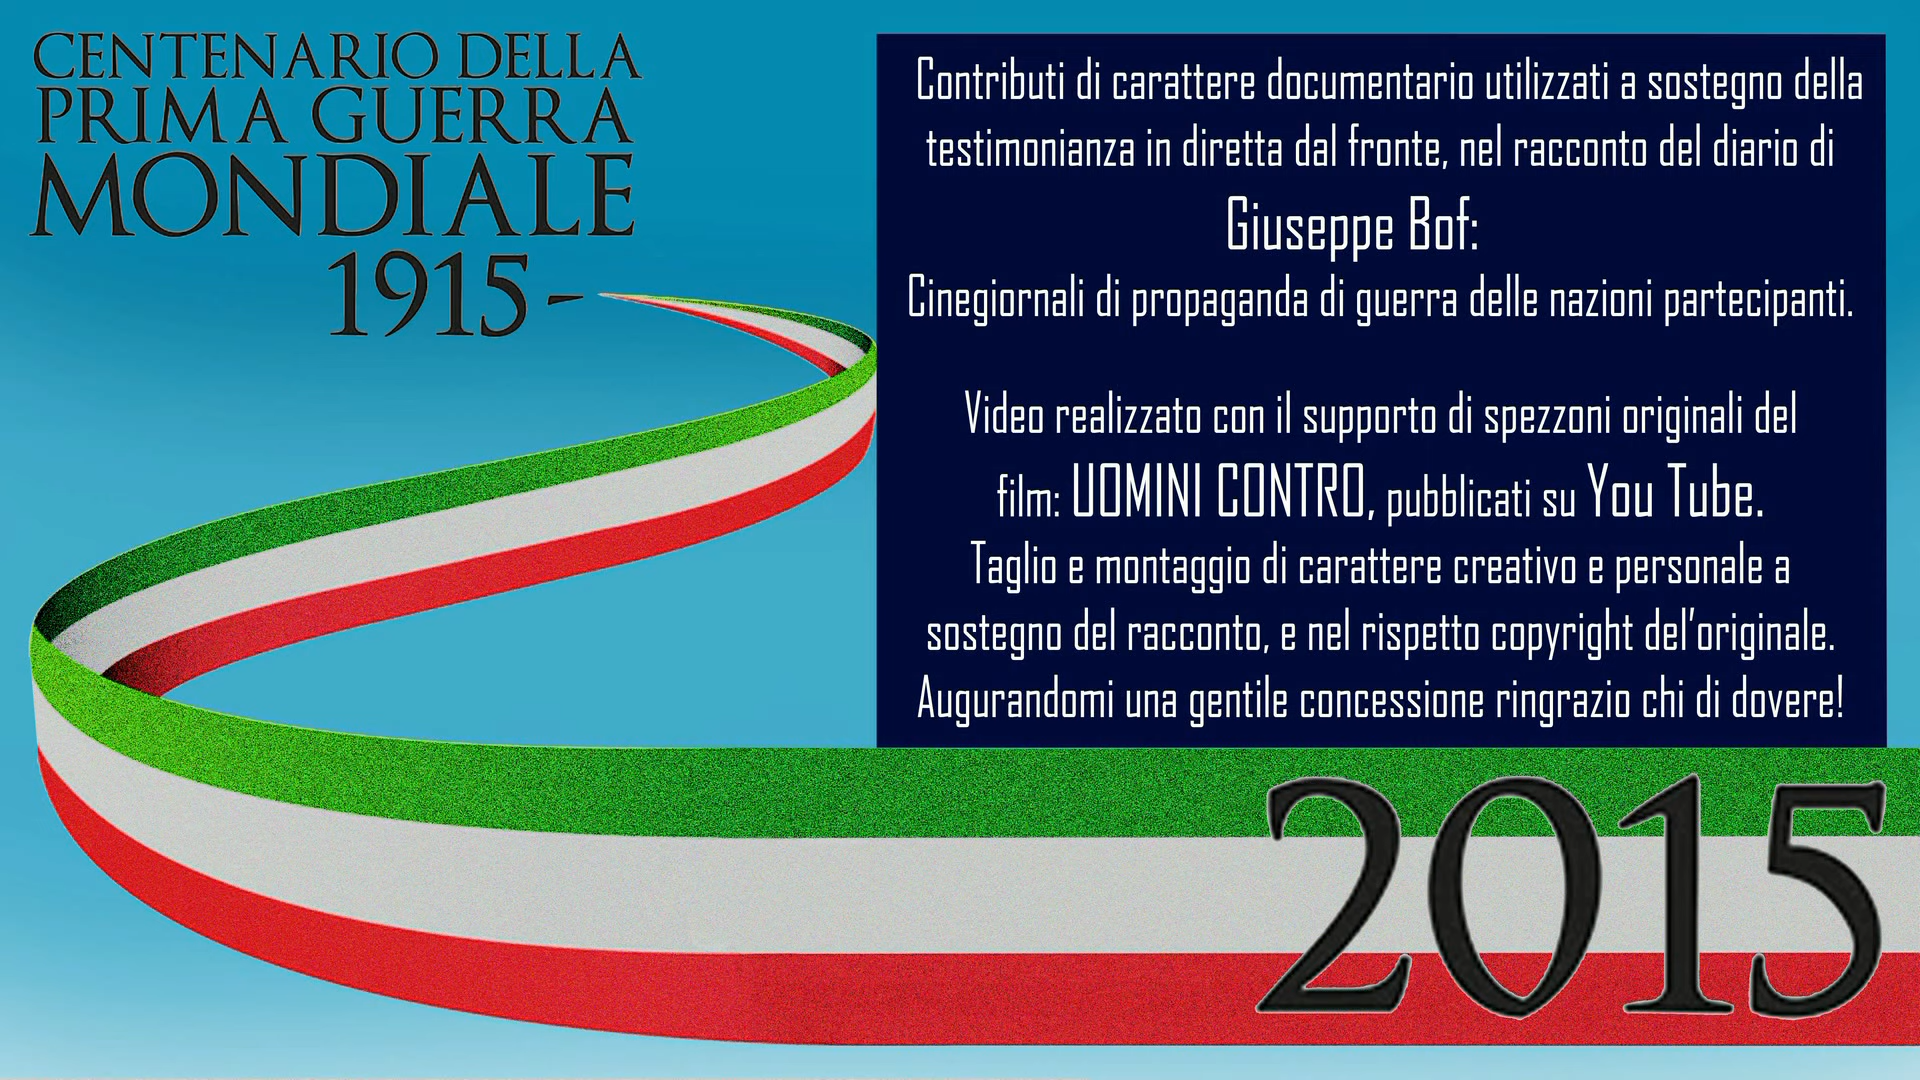 CENTENARIO DELLA
PRIMA GUERRA
MONDIALE
1915 -
Contributi di carattere documentario utilizzati a sostegno della
testimonianza in diretta dal fronte, nel racconto del diario di
Giuseppe Bof:
Cinegiornali di propaganda di guerra delle nazioni partecipanti.
Video realizzato con il supporto di spezzoni originali del
film: UOMINI CONTRO, pubblicati su You Tube.
Taglio e montaggio di carattere creativo e personale a
sostegno del racconto, e nel rispetto copyright del'originale.
Augurandomi una gentile concessione ringrazio chi di dovere!
2015